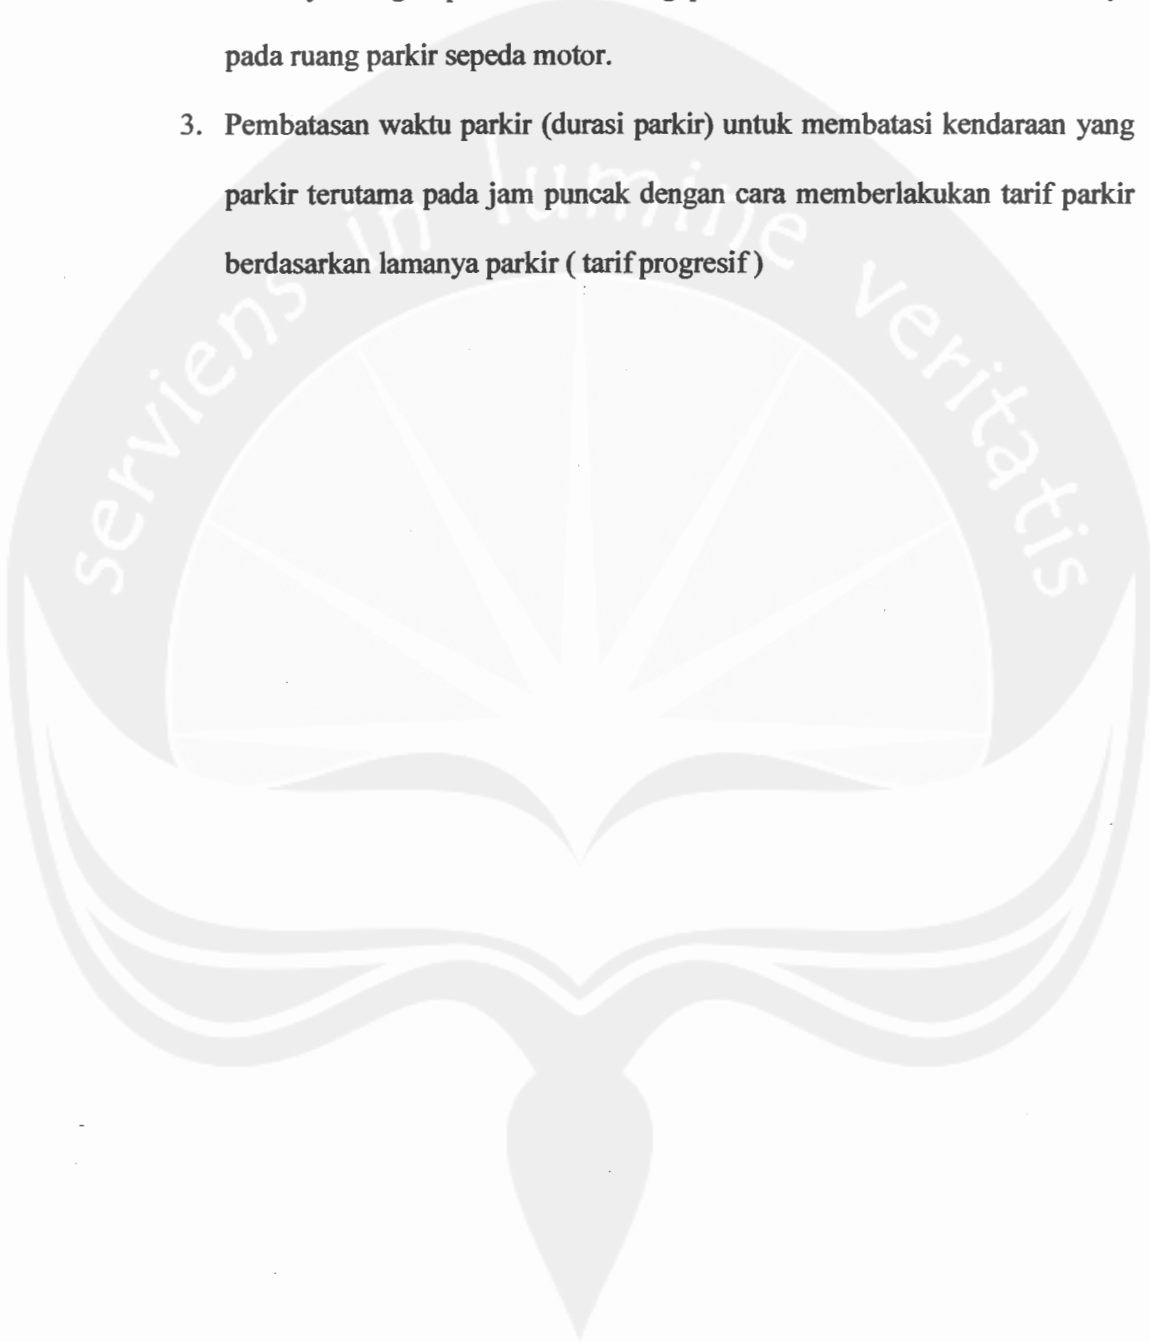 pada ruang parkir sepeda motor.
3. Pembatasan waktu parkir (durasi parkir) untuk membatasi kendaraan yang
parkir terutama pada jam puncak dengan cara memberlakukan tarif parkir
berdasarkan lamanya parkir ( tarif progresif )
serviens in lumine veritatis